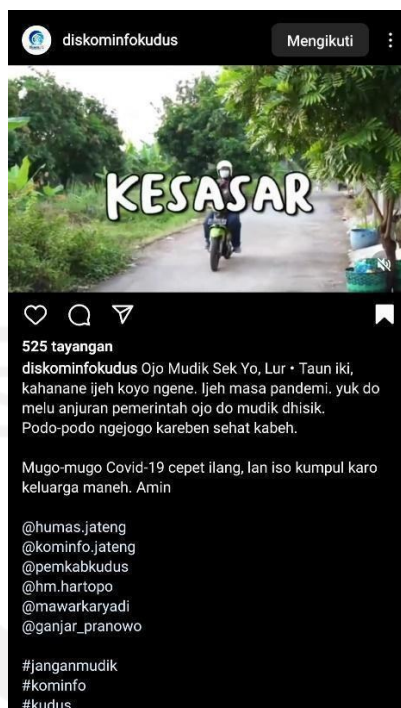 diskominfokudus
Mengikuti
KESASAR
525 tayangan
diskominfokudus Ojo Mudik Sek Yo, Lur • Taun iki,
kahanane ijeh koyo ngene. Ijeh masa pandemi. yuk do
melu anjuran pemerintah ojo do mudik dhisik.
Podo-podo ngejogo kareben sehat kabeh.
Mugo-mugo Covid-19 cepet ilang, lan iso kumpul karo
keluarga maneh. Amin
@humas.jateng
@kominfo.jateng
@pemkabkudus
@hm.hartopo
@mawarkaryadi
@ganjar_pranowo
#janganmudik
#kominfo
#kudus